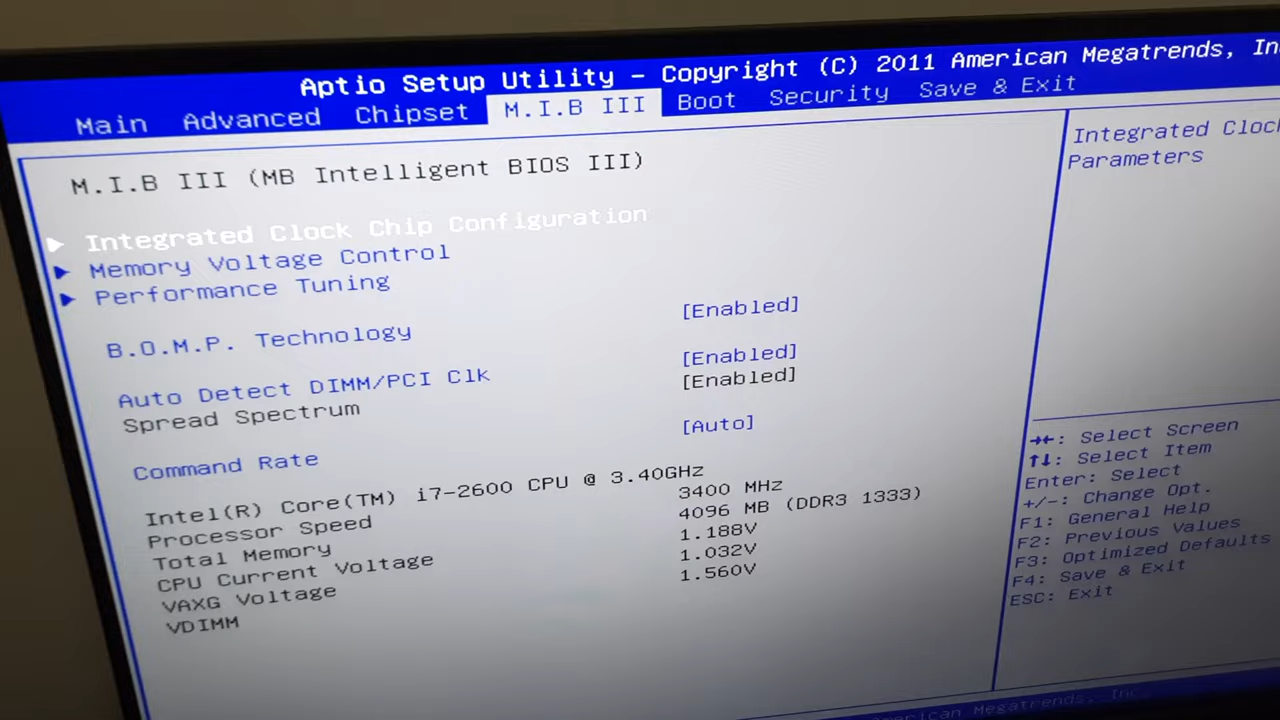 Aptio Setup Utility - Copyright (C) 2011 American Megatrends, In
Main Advanced Chipset M.I.B III Boot Security Save & Exit
M.I.B III (MB Intelligent BIOS III)
► Integrated Clock Chip Configuration
► Memory Voltage Control
► Performance Tuning
B.O.M.P. Technology [Enabled]
Auto Detect DIMM/PCI Clk [Enabled]
Spread Spectrum [Enabled]
Command Rate [Auto]
Intel(R) Core(TM) i7-2600 CPU @ 3.40GHz
Processor Speed 3400 MHz
Total Memory 4096 MB (DDR3 1333)
CPU Current Voltage 1.188V
VAXG Voltage 1.032V
VDIMM 1.560V
Integrated Clock
Parameters
→←: Select Screen
↑↓: Select Item
Enter: Select
+/-: Change Opt.
F1: General Help
F2: Previous Values
F3: Optimized Defaults
F4: Save & Exit
ESC: Exit
American Megatrends, Inc.